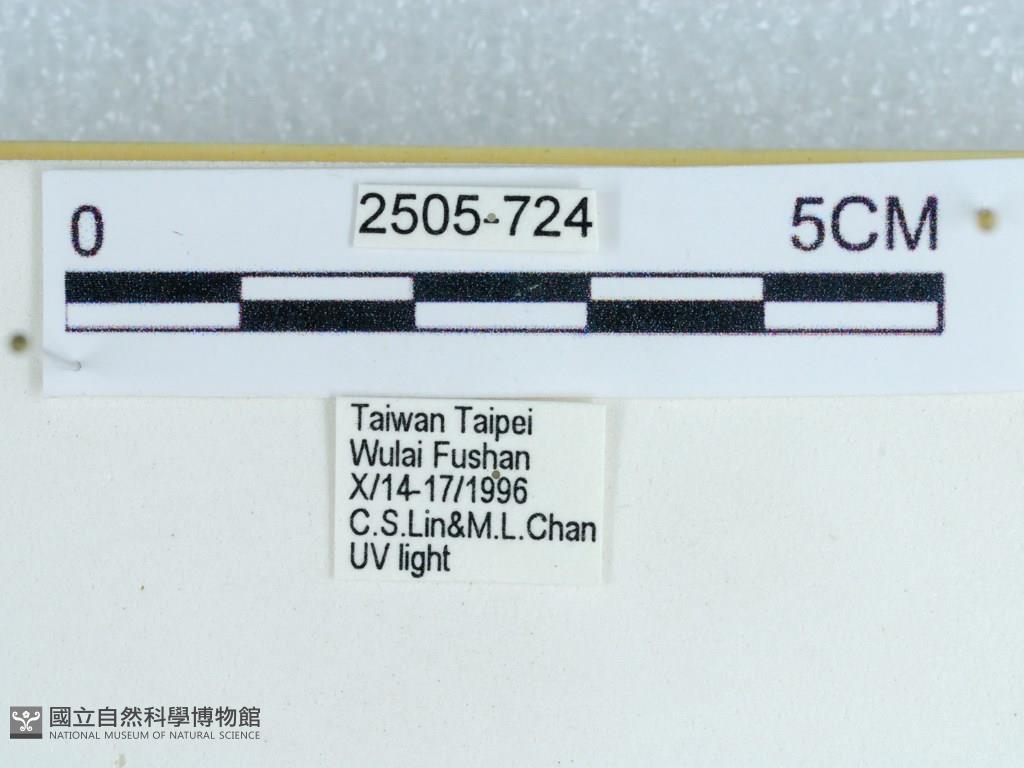 0
2505-724
5CM
Taiwan Taipei
Wulai Fushan
X/14-17/1996
C.S.Lin&M.L.Chan
UV light
國立自然科學博物館
NATIONAL MUSEUM OF NATURAL SCIENCE